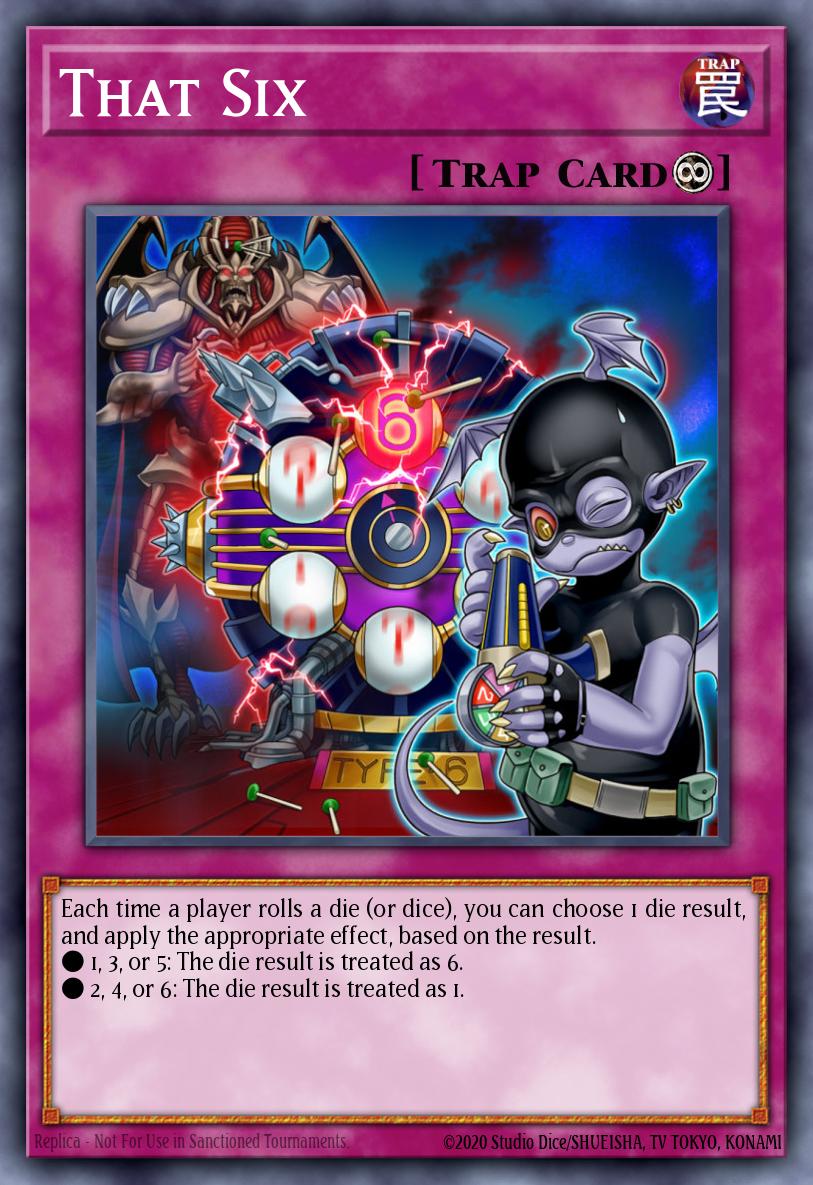 That Six
TRAP
罠
[ Trap Card ]
6
2
TYPE-6
Each time a player rolls a die (or dice), you can choose 1 die result,
and apply the appropriate effect, based on the result.
● 1, 3, or 5: The die result is treated as 6.
● 2, 4, or 6: The die result is treated as 1.
Replica - Not For Use in Sanctioned Tournaments.
©2020 Studio Dice/SHUEISHA, TV TOKYO, KONAMI